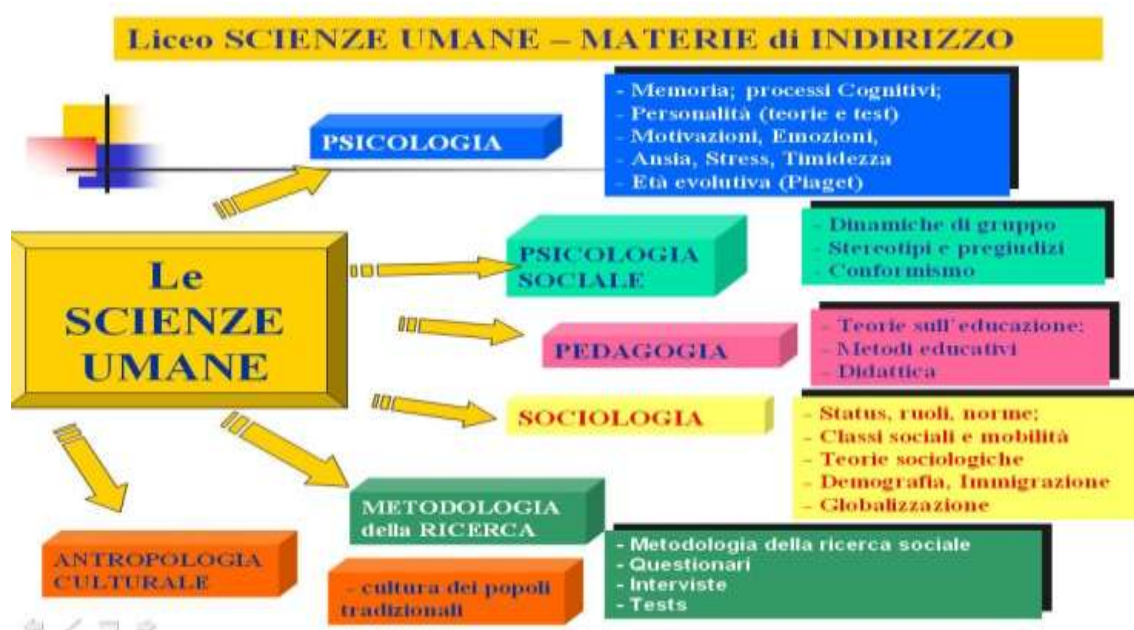 Liceo SCIENZE UMANE – MATERIE di INDIRIZZO
PSICOLOGIA
- Memoria; processi Cognitivi;
- Personalità (teorie e test)
- Motivazioni, Emozioni,
- Ansia, Stress, Timidezza
- Età evolutiva (Piaget)
Le
SCIENZE
UMANE
PSICOLOGIA
SOCIALE
- Dinamiche di gruppo
- Stereotipi e pregiudizi
- Conformismo
PEDAGOGIA
- Teorie sull'educazione;
- Metodi educativi
- Didattica
SOCIOLOGIA
- Status, ruoli, norme;
- Classi sociali e mobilità
- Teorie sociologiche
- Demografia, Immigrazione
- Globalizzazione
METODOLOGIA
della RICERCA
- Metodologia della ricerca sociale
- Questionari
- Interviste
- Tests
ANTROPOLOGIA
CULTURALE
- cultura dei popoli
tradizionali